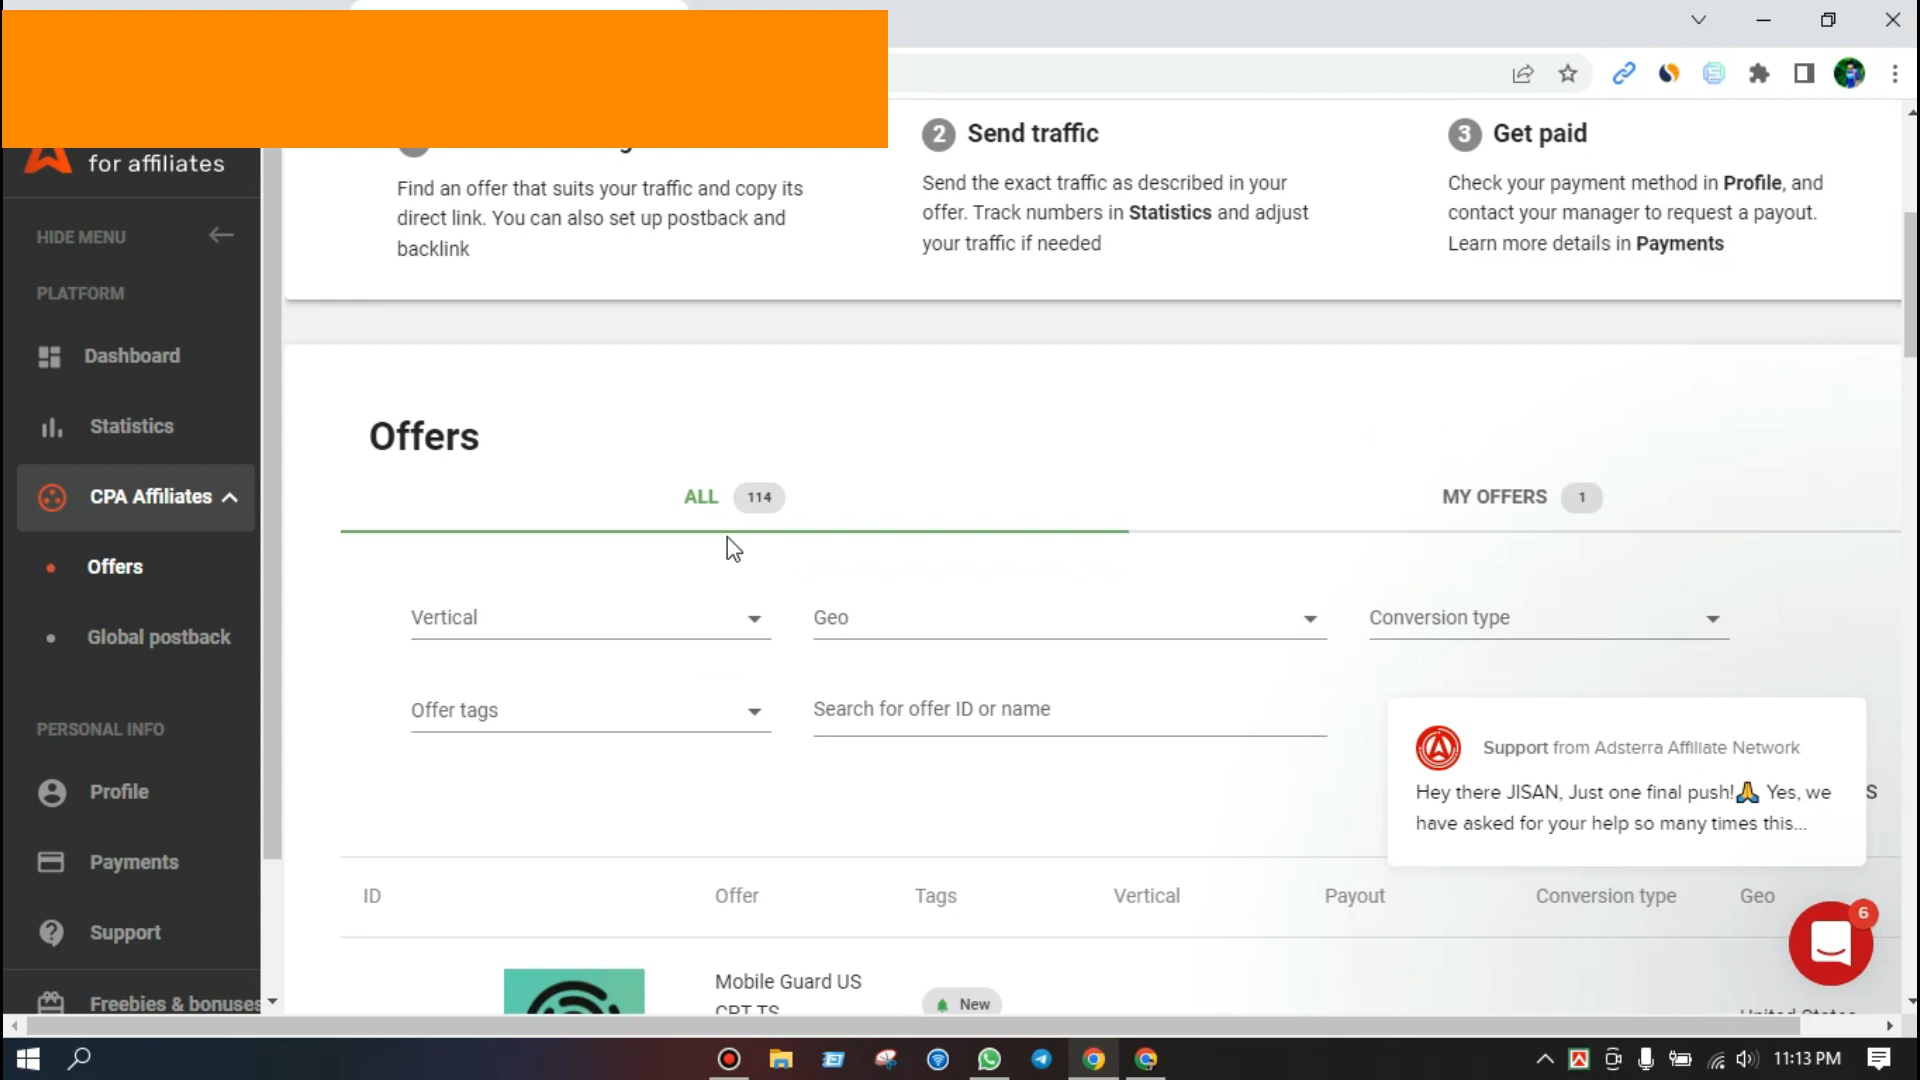 for affiliates
HIDE MENU
PLATFORM
Dashboard
Statistics
CPA Affiliates
Offers
Global postback
PERSONAL INFO
Profile
Payments
Support
Freebies & bonuses
Find an offer that suits your traffic and copy its
direct link. You can also set up postback and
backlink
2 Send traffic
Send the exact traffic as described in your
offer. Track numbers in Statistics and adjust
your traffic if needed
3 Get paid
Check your payment method in Profile, and
contact your manager to request a payout.
Learn more details in Payments
Offers
ALL 114
MY OFFERS 1
Vertical
Geo
Conversion type
Offer tags
Search for offer ID or name
Support from Adsterra Affiliate Network
Hey there JISAN, Just one final push!🙏 Yes, we
have asked for your help so many times this...
S
ID Offer Tags Vertical Payout Conversion type Geo
6
Mobile Guard US
CPT TS
New
United States
11:13 PM